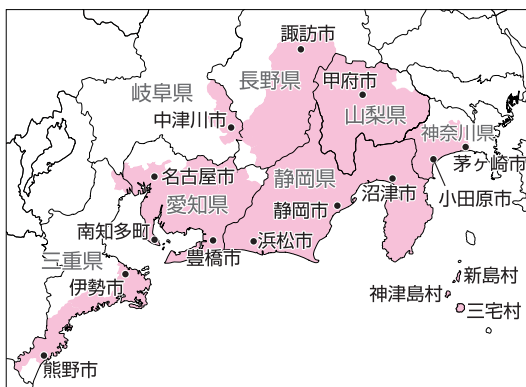 諏訪市
長野県
甲府市
山梨県
岐阜県
中津川市
神奈川県
茅ヶ崎市
小田原市
名古屋市
愛知県
静岡県
静岡市
沼津市
南知多町
豊橋市
浜松市
三重県
伊勢市
熊野市
新島村
神津島村
三宅村